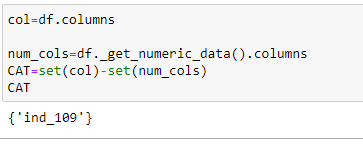 col=df.columns
num_cols=df._get_numeric_data().columns
CAT=set(col)-set(num_cols)
CAT
{'ind_109'}